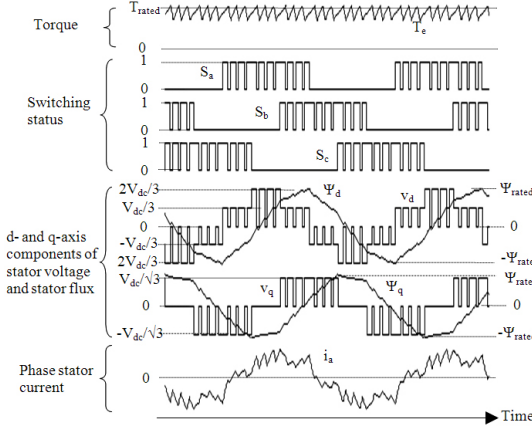 Torque
T_rated
0
T_e
Switching status
1
0
S_a
1
0
S_b
1
0
S_c
d- and q-axis components of stator voltage and stator flux
2V_dc/3
V_dc/3
0
-V_dc/3
2V_dc/3
Ψ_d
v_d
Ψ_rated
0
-Ψ_rated
V_dc/√3
0
-V_dc/√3
v_q
Ψ_q
Ψ_rated
0
-Ψ_rated
Phase stator current
0
i_a
Time